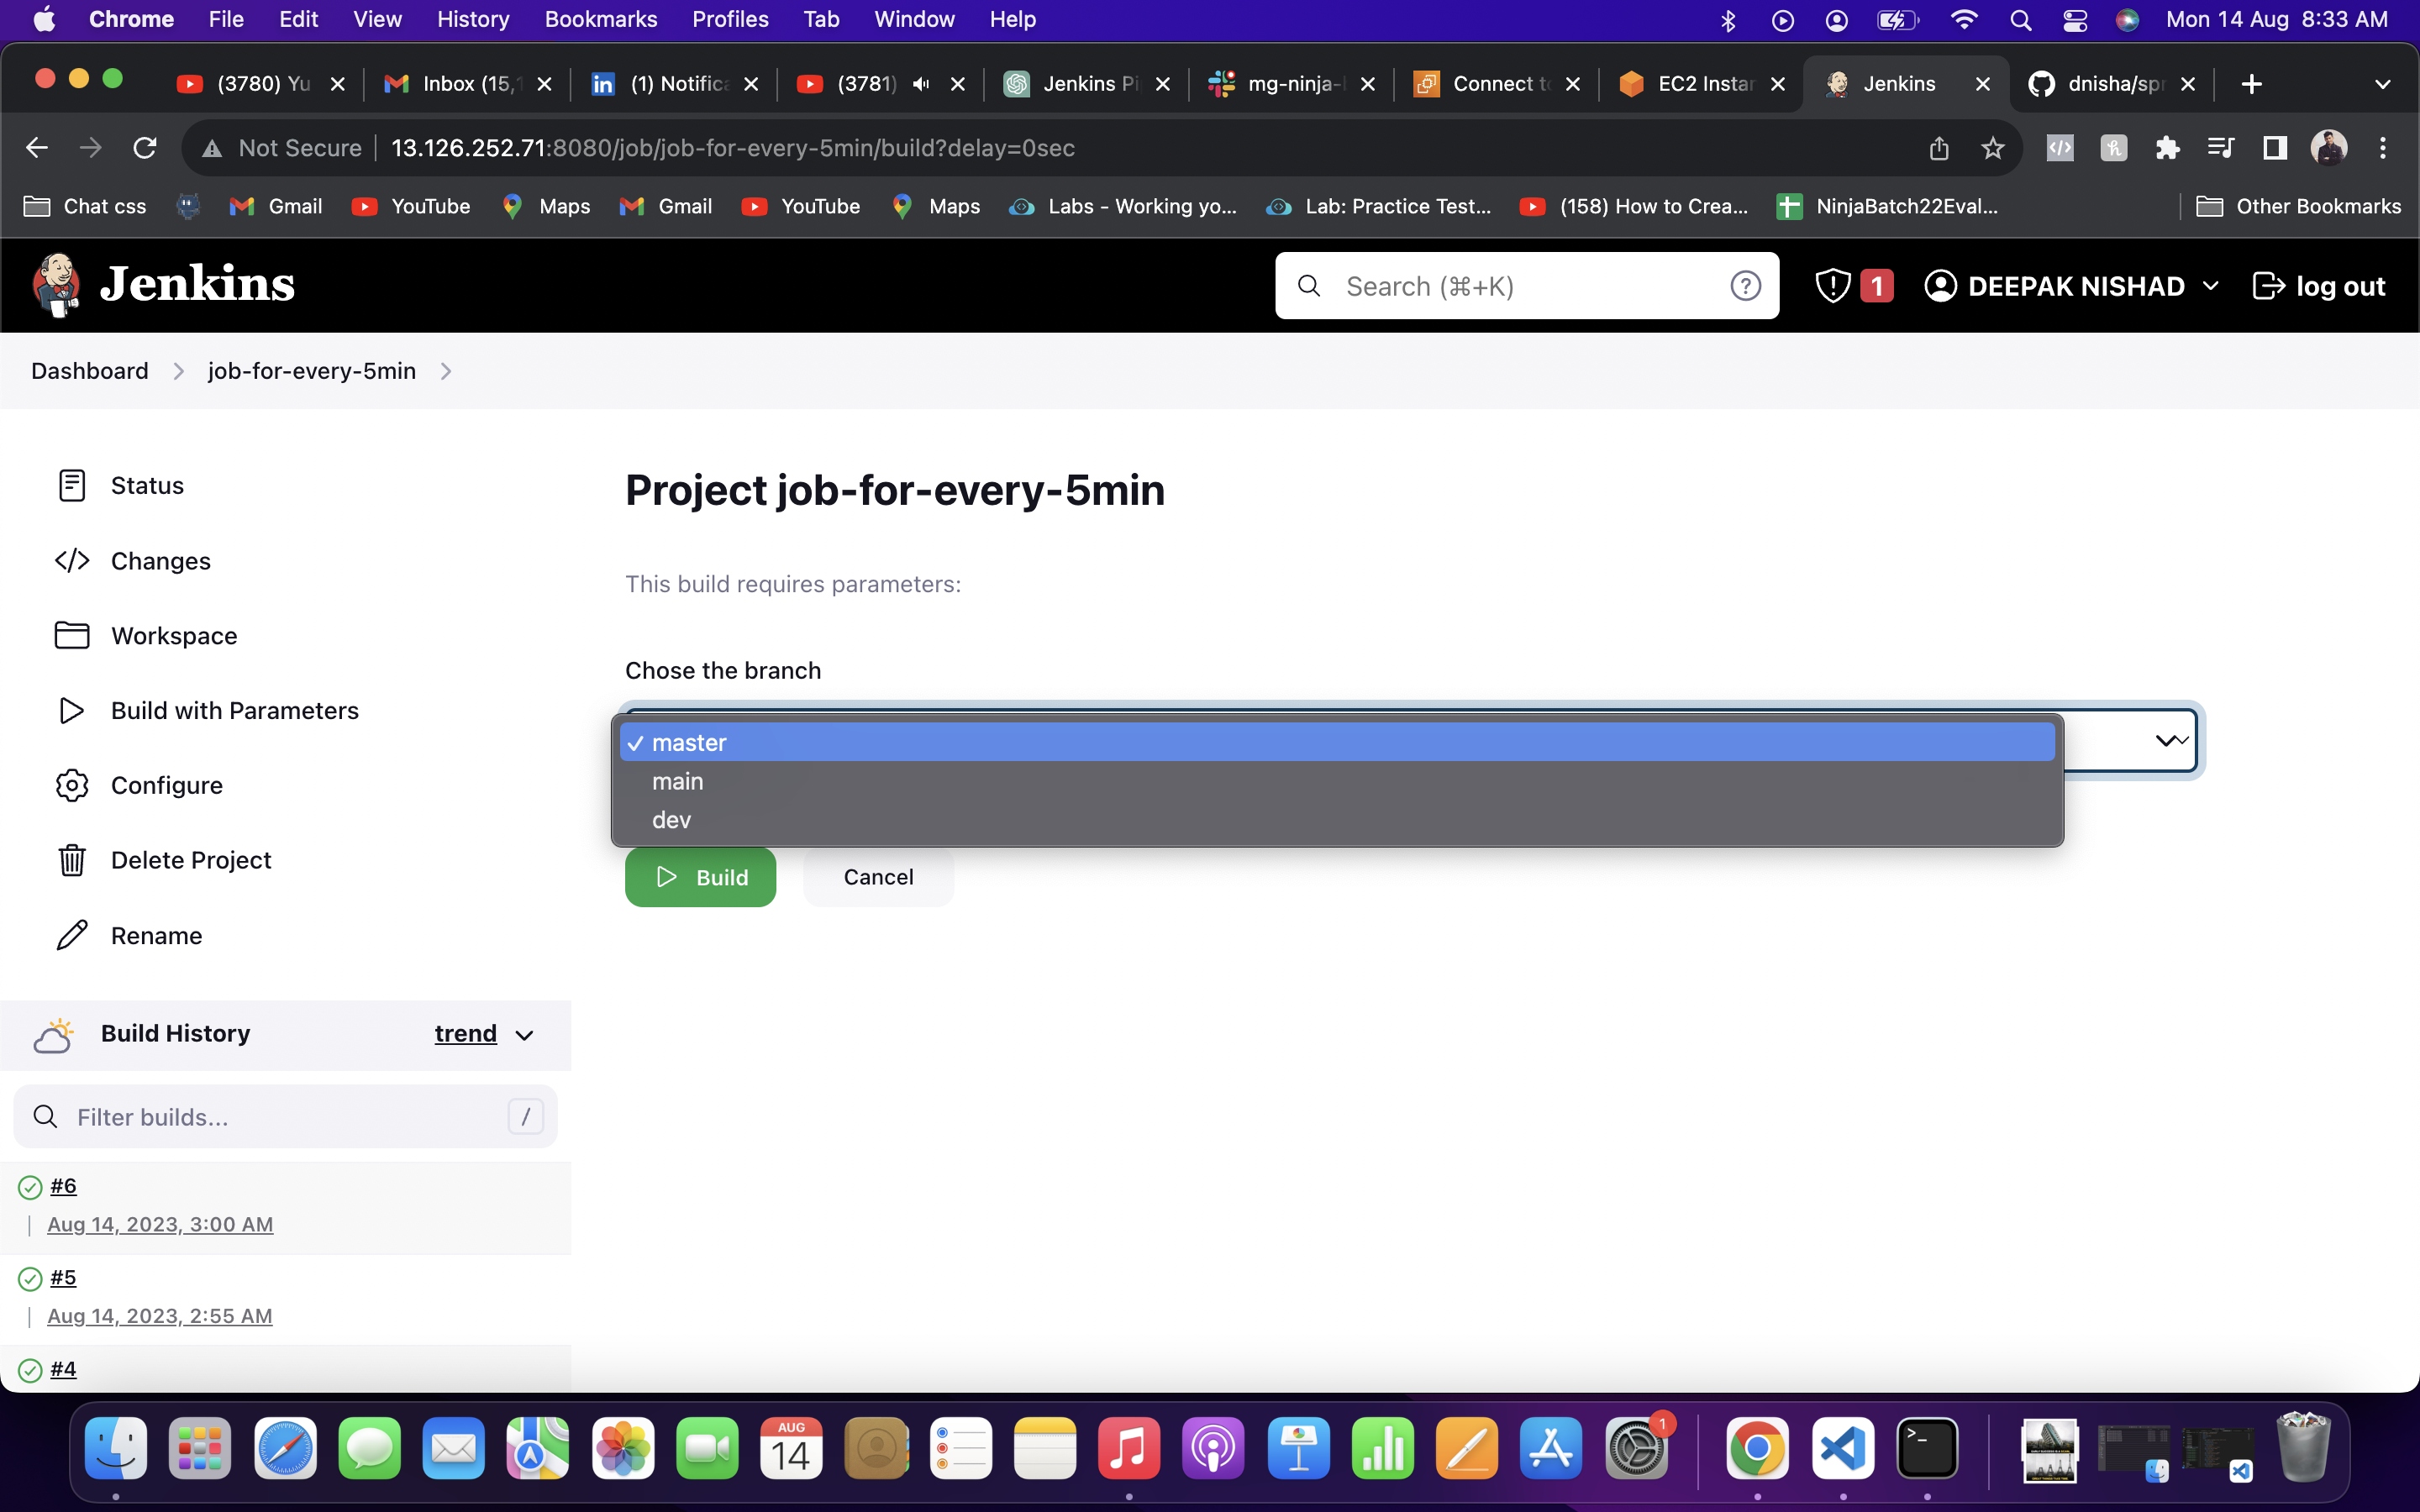 Chrome File Edit View History Bookmarks Profiles Tab Window Help Mon 14 Aug 8:33 AM
(3780) Yu Inbox (15,1 (1) Notifica (3781) Jenkins Pi mg-ninja- Connect to EC2 Instan Jenkins dnisha/spr
Not Secure 13.126.252.71:8080/job/job-for-every-5min/build?delay=0sec
Chat css Gmail YouTube Maps Gmail YouTube Maps Labs - Working yo... Lab: Practice Test... (158) How to Crea... NinjaBatch22Eval... Other Bookmarks
Jenkins Search (⌘+K) 1 DEEPAK NISHAD log out
Dashboard job-for-every-5min
Status
Changes
Workspace
Build with Parameters
Configure
Delete Project
Rename
Project job-for-every-5min
This build requires parameters:
Chose the branch
✓ master
main
dev
Build Cancel
Build History trend
Filter builds... /
#6
Aug 14, 2023, 3:00 AM
#5
Aug 14, 2023, 2:55 AM
#4
AUG
14
1